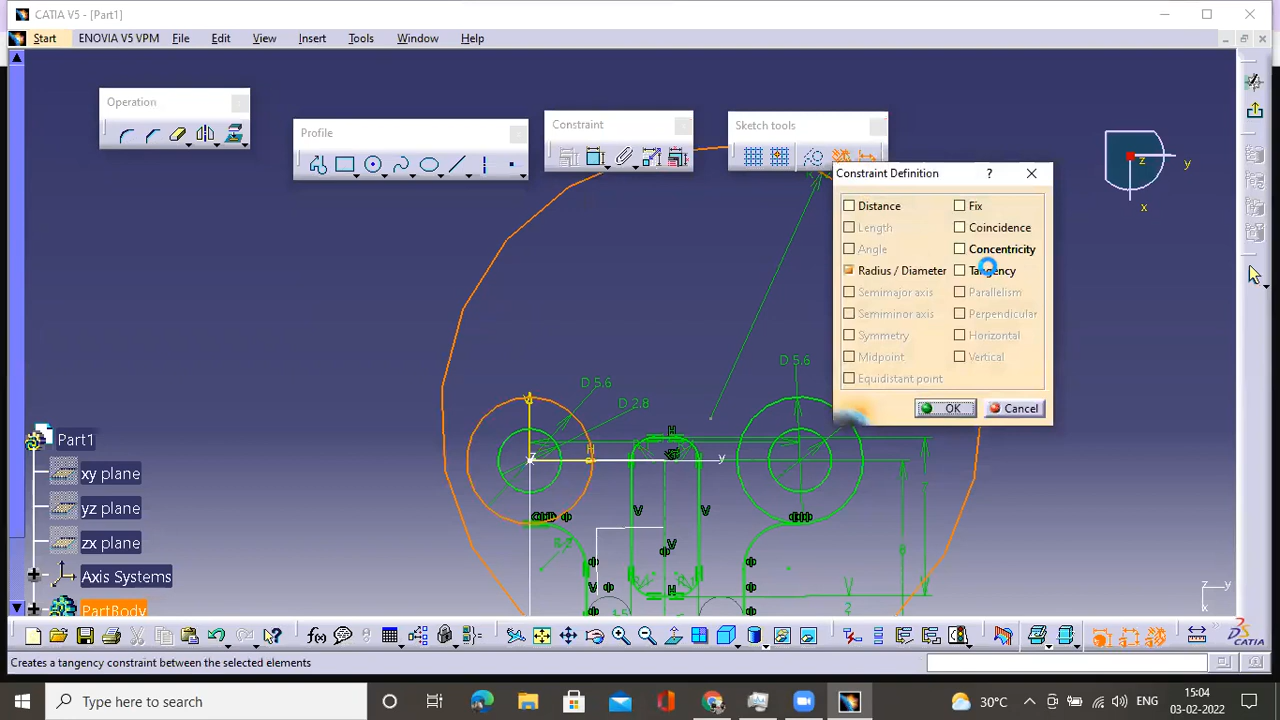 CATIA V5 - [Part1]
Start ENOVIA V5 VPM File Edit View Insert Tools Window Help
Operation
Profile
Constraint
Sketch tools
Constraint Definition ?
Distance Fix
Length Coincidence
Angle Concentricity
Radius / Diameter Tangency
Semimajor axis Parallelism
Semiminor axis Perpendicular
Symmetry Horizontal
Midpoint Vertical
Equidistant point
OK Cancel
z y
x
D 5.6
D 5.6
D 2.8
H
H
y
V V
V
V
H
V
2
Part1
xy plane
yz plane
zx plane
Axis Systems
PartBody
z y
x
f(x)
CATIA
Creates a tangency constraint between the selected elements
Type here to search
30°C ENG 15:04
03-02-2022